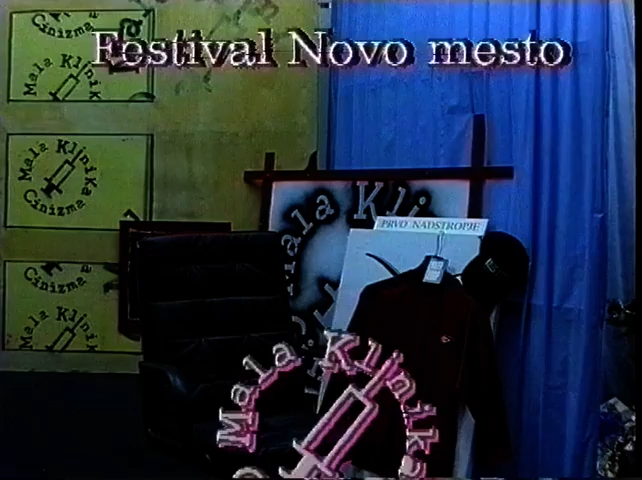 Festival Novo mesto
Cinizma
Mala Klinika
Mala Klinika
Cinizma
Cinizma
Mala Klinika
Mala Kli
PRVO NADSTROPJE
Mala Klinika